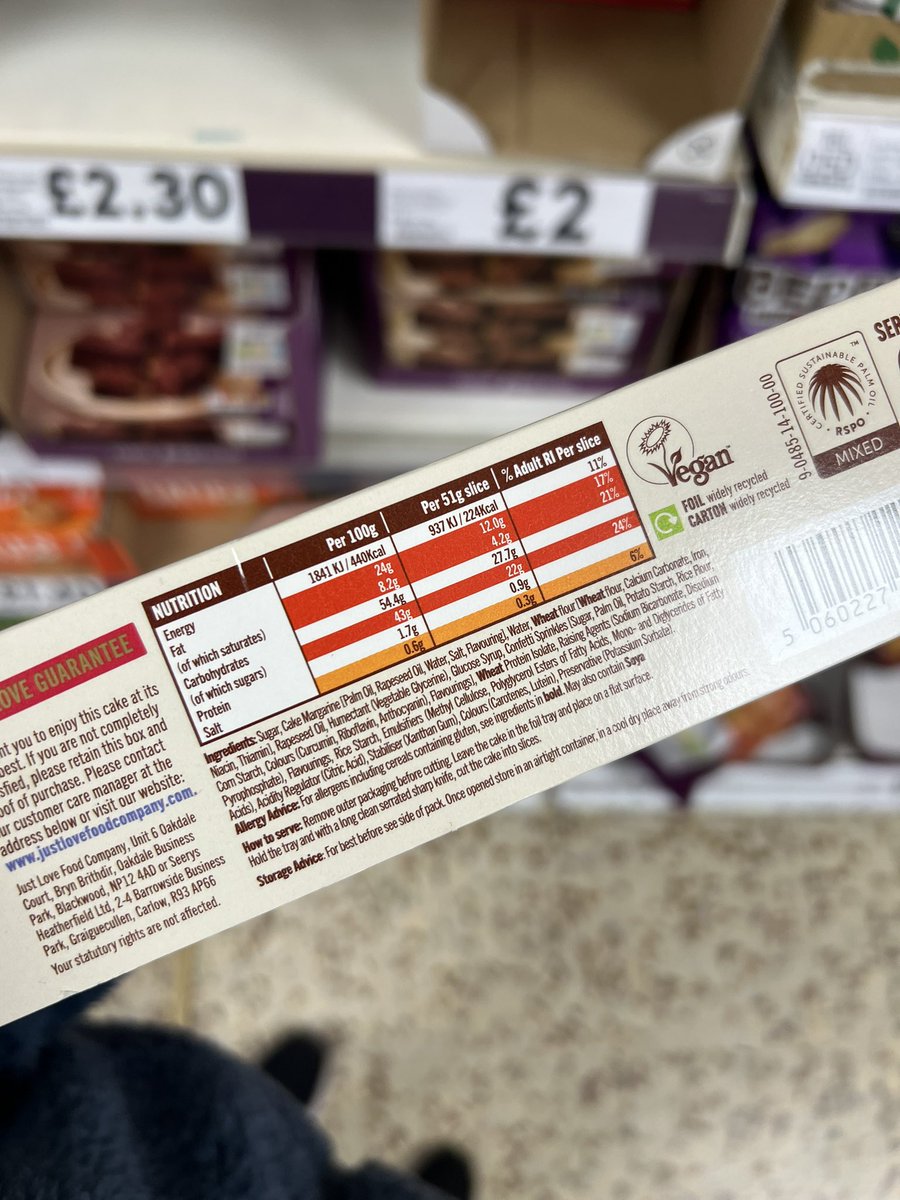 £2.30
£2
OVE GUARANTEE
nt you to enjoy this cake at its
best. If you are not completely
sfied, please retain this box and
oof of purchase. Please contact
ur customer care manager at the
address below or visit our website:
www.justlovefoodcompany.com.
Just Love Food Company, Unit 6 Oakdale
Court, Bryn Brithdir, Oakdale Business
Park, Blackwood, NP12 4AD or Seerys
Heatherfield Ltd, 2-4 Barrowside Business
Park, Graiguecullen, Carlow, R93 AP66
Your statutory rights are not affected.
NUTRITION Per 100g Per 51g slice % Adult RI Per slice
Energy 1841 KJ / 440Kcal 937 KJ / 224Kcal 11%
Fat 24g 12.0g 17%
(of which saturates) 8.2g 4.2g 21%
Carbohydrates 54.4g 27.7g
(of which sugars) 43g 22g 24%
Protein 1.7g 0.9g
Salt 0.6g 0.3g 6%
Ingredients: Sugar, Cake Margarine [Palm Oil, Rapeseed Oil, Water, Salt, Flavouring], Water, Wheat flour (Wheat flour, Calcium Carbonate, Iron,
Niacin, Thiamin), Rapeseed Oil, Humectant (Vegetable Glycerine), Glucose Syrup, Confetti Sprinkles [Sugar, Palm Oil, Potato Starch, Rice Flour,
Corn Starch, Colours (Curcumin, Riboflavin, Anthocyanin), Flavourings], Wheat Protein Isolate, Raising Agents (Sodium Bicarbonate, Disodium
Pyrophosphate), Flavourings, Rice Starch, Emulsifiers (Methyl Cellulose, Polyglycerol Esters of Fatty Acids, Mono- and Diglycerides of Fatty
Acids), Acidity Regulator (Citric Acid), Stabiliser (Xanthan Gum), Colours (Carotenes, Lutein), Preservative (Potassium Sorbate).
Allergy Advice: For allergens including cereals containing gluten, see ingredients in bold. May also contain Soya
How to serve: Remove outer packaging before cutting. Leave the cake in the foil tray and place on a flat surface.
Hold the tray and with a long clean serrated sharp knife, cut the cake into slices.
Storage Advice: For best before see side of pack. Once opened store in an airtight container, in a cool dry place away from strong odours.
Vegan™
FOIL widely recycled
CARTON widely recycled
9-0485-14-100-00
CERTIFIED SUSTAINABLE PALM OIL
™
RSPO
MIXED
SER
5 060227